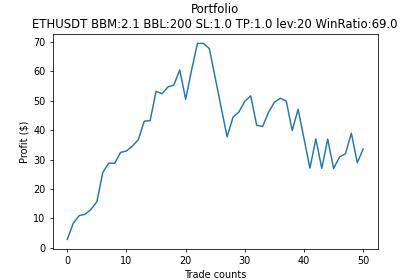 Portfolio
ETHUSDT BBM:2.1 BBL:200 SL:1.0 TP:1.0 lev:20 WinRatio:69.0
70
60
50
40
30
20
10
0
Profit ($)
0 10 20 30 40 50
Trade counts